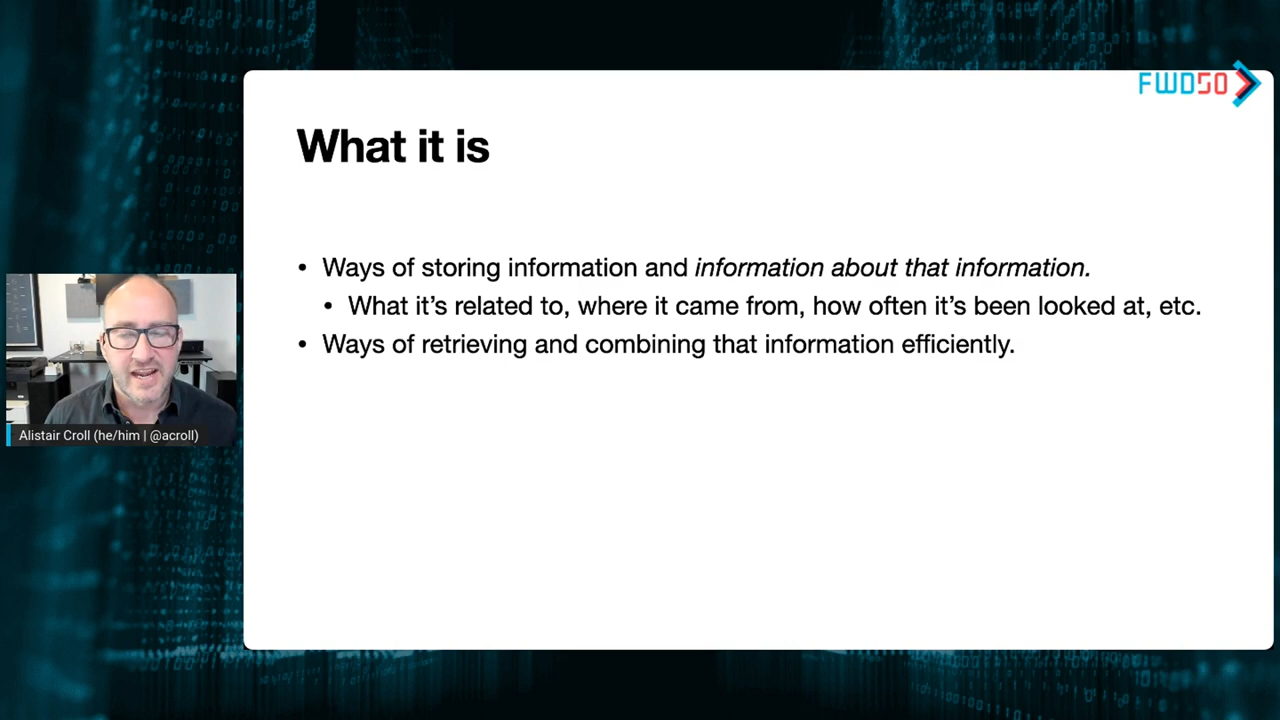 FWD50
What it is
• Ways of storing information and information about that information.
• What it's related to, where it came from, how often it's been looked at, etc.
• Ways of retrieving and combining that information efficiently.
Alistair Croll (he/him | @acroll)